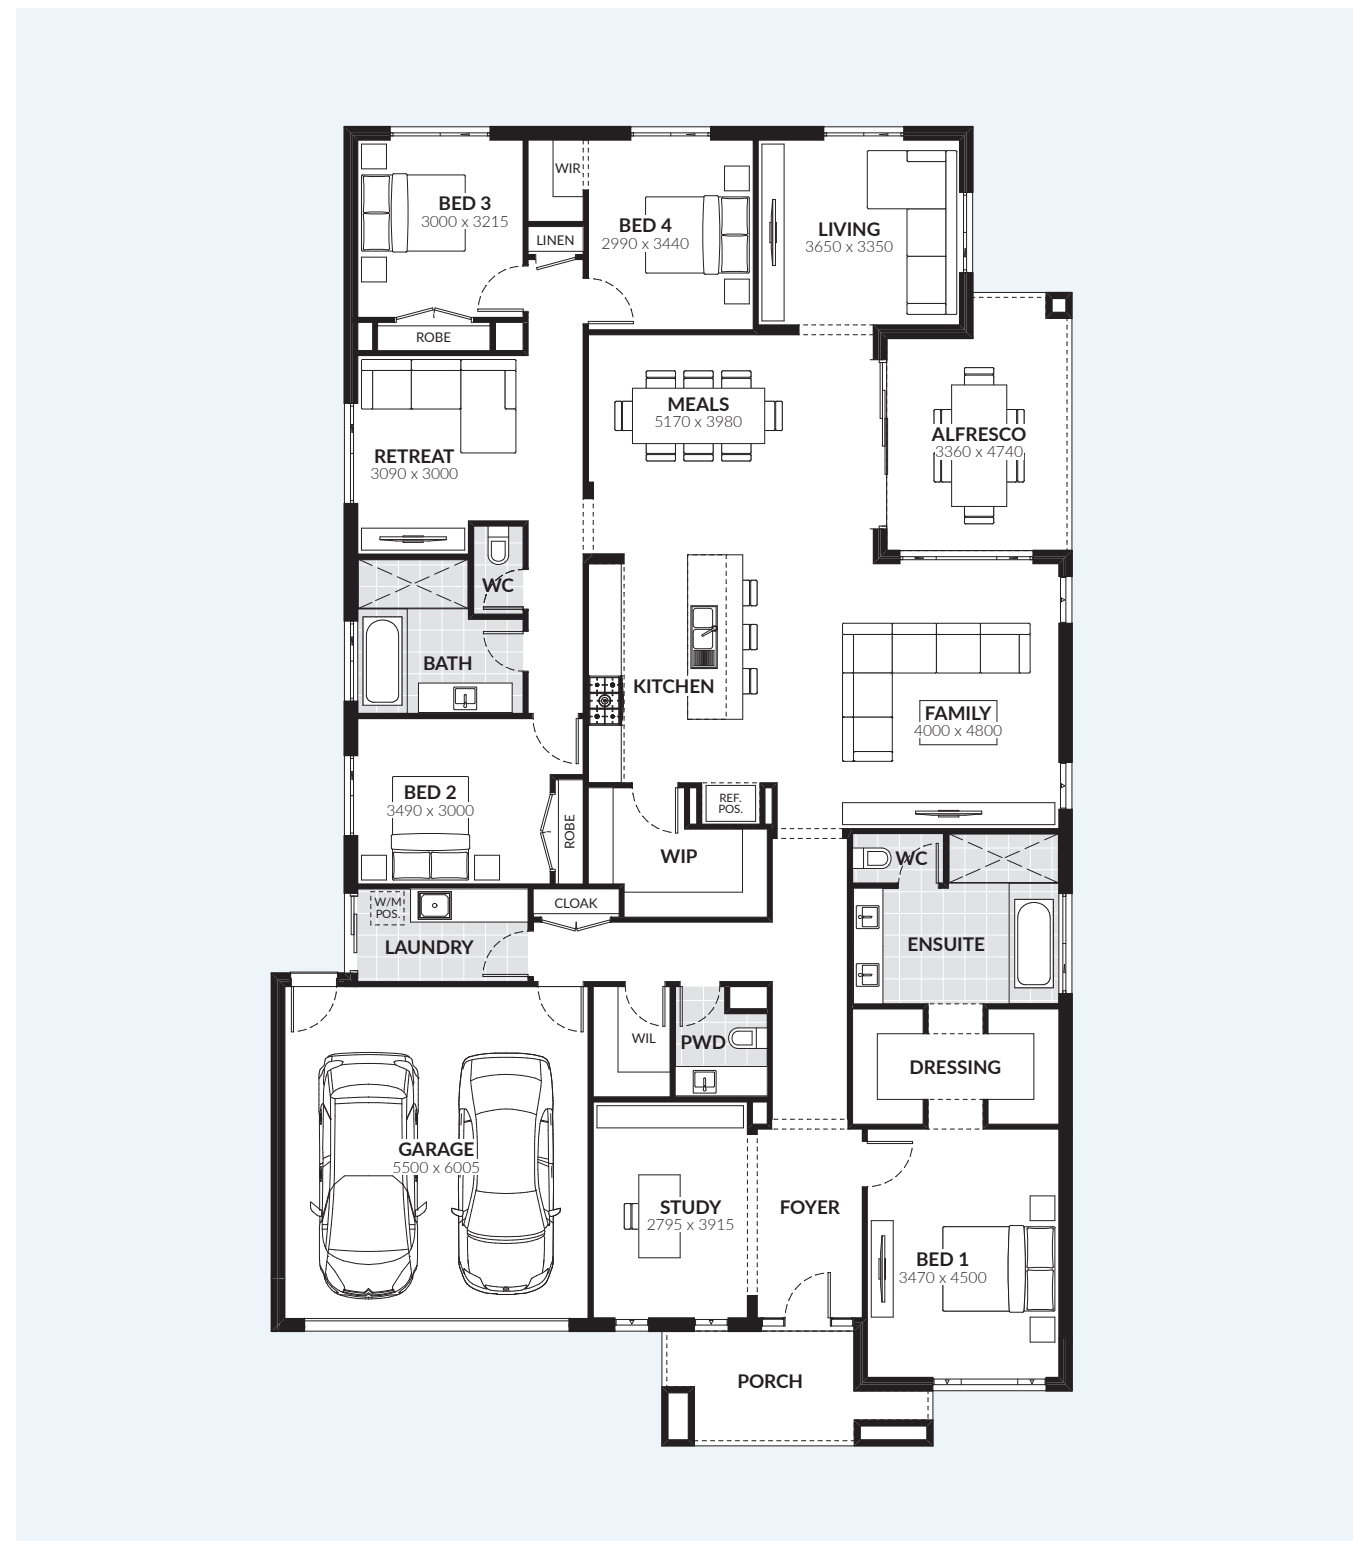 WIR
BED 3
3000 x 3215
BED 4
2990 x 3440
LINEN
LIVING
3650 x 3350
ROBE
MEALS
5170 x 3980
ALFRESCO
3360 x 4740
RETREAT
3090 x 3000
WC
BATH
KITCHEN
FAMILY
4000 x 4800
BED 2
3490 x 3000
ROBE
REF.
POS.
WIP
WC
W/M
POS.
CLOAK
LAUNDRY
ENSUITE
WIL
PWD
DRESSING
GARAGE
5500 x 6005
STUDY
2795 x 3915
FOYER
BED 1
3470 x 4500
PORCH